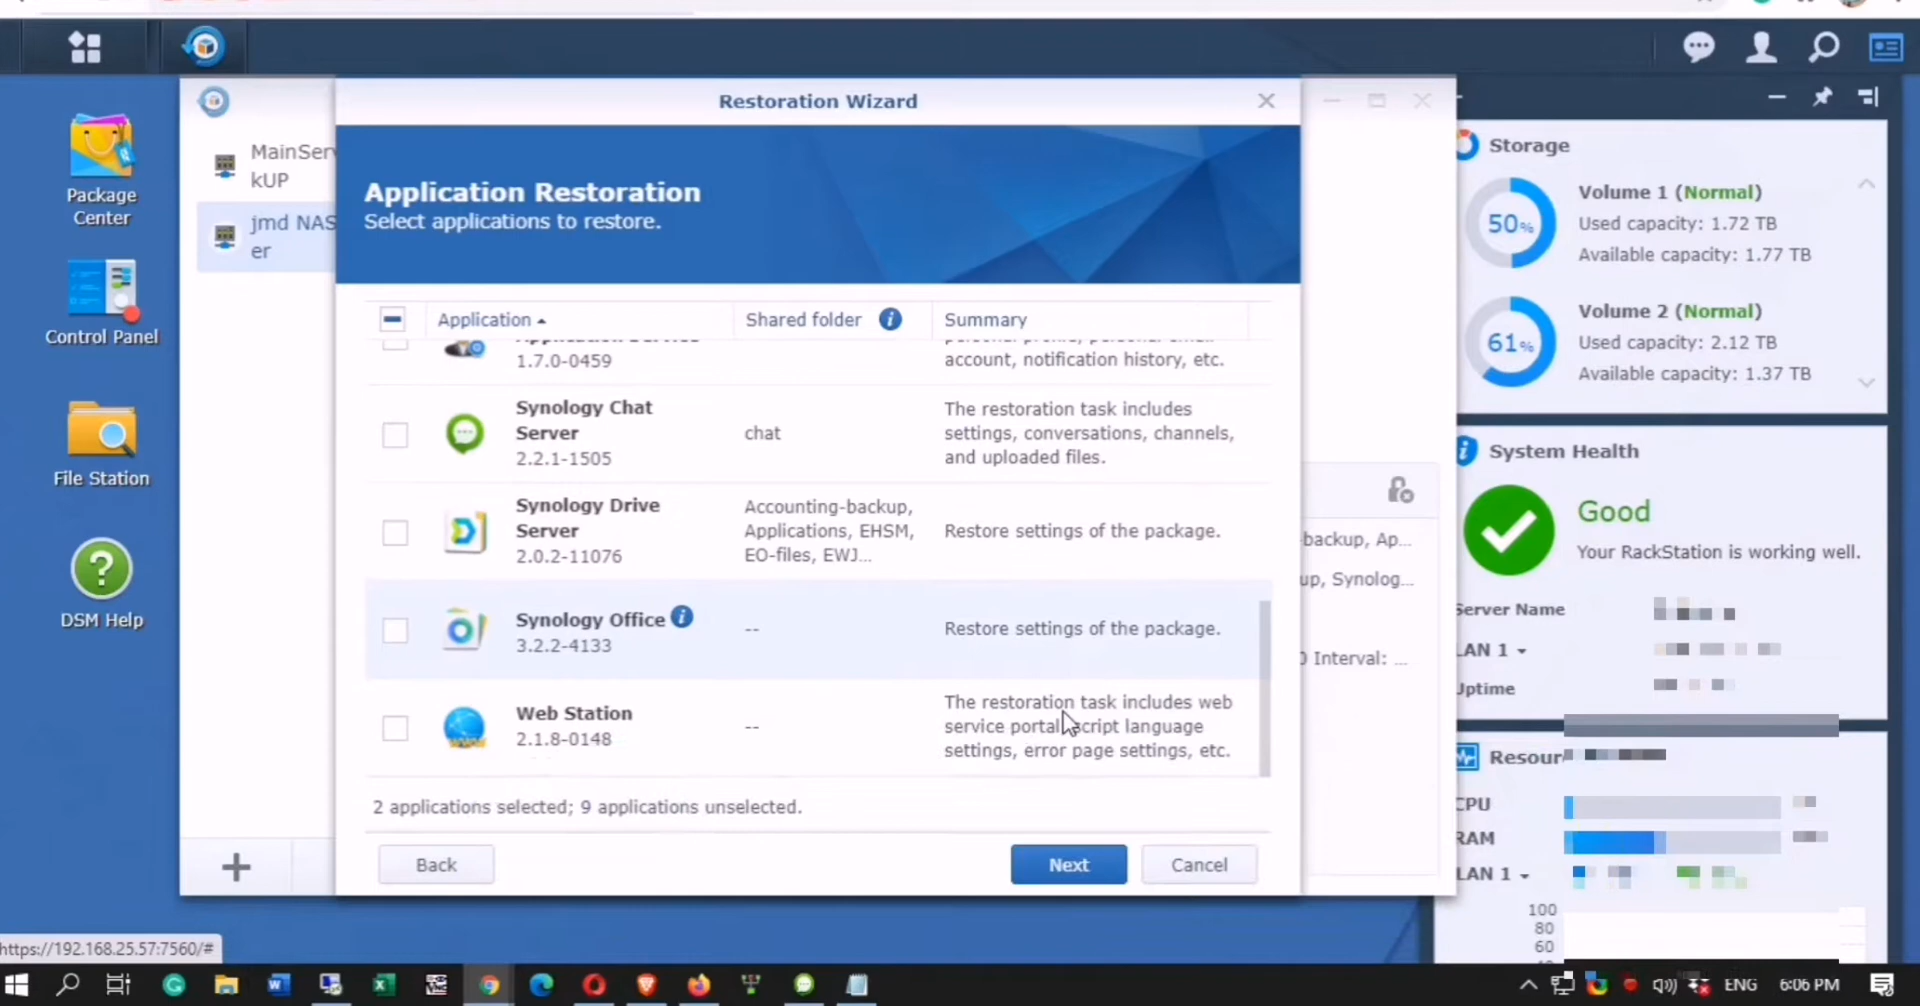 Restoration Wizard
MainServ
kUP
jmd NAS
er
Application Restoration
Select applications to restore.
Application
Shared folder
Summary
1.7.0-0459
account, notification history, etc.
Synology Chat
Server
2.2.1-1505
chat
The restoration task includes
settings, conversations, channels,
and uploaded files.
Synology Drive
Server
2.0.2-11076
Accounting-backup,
Applications, EHSM,
EO-files, EWJ...
Restore settings of the package.
Synology Office
3.2.2-4133
--
Restore settings of the package.
Web Station
2.1.8-0148
--
The restoration task includes web
service portal, script language
settings, error page settings, etc.
2 applications selected; 9 applications unselected.
Back
Next
Cancel
-backup, Ap...
up, Synolog...
0 Interval: ...
Package
Center
Control Panel
File Station
DSM Help
Storage
Volume 1 (Normal)
50%
Used capacity: 1.72 TB
Available capacity: 1.77 TB
Volume 2 (Normal)
61%
Used capacity: 2.12 TB
Available capacity: 1.37 TB
System Health
Good
Your RackStation is working well.
Server Name
LAN 1
Uptime
Resour
CPU
RAM
LAN 1
100
80
60
https://192.168.25.57:7560/#
ENG
6:06 PM